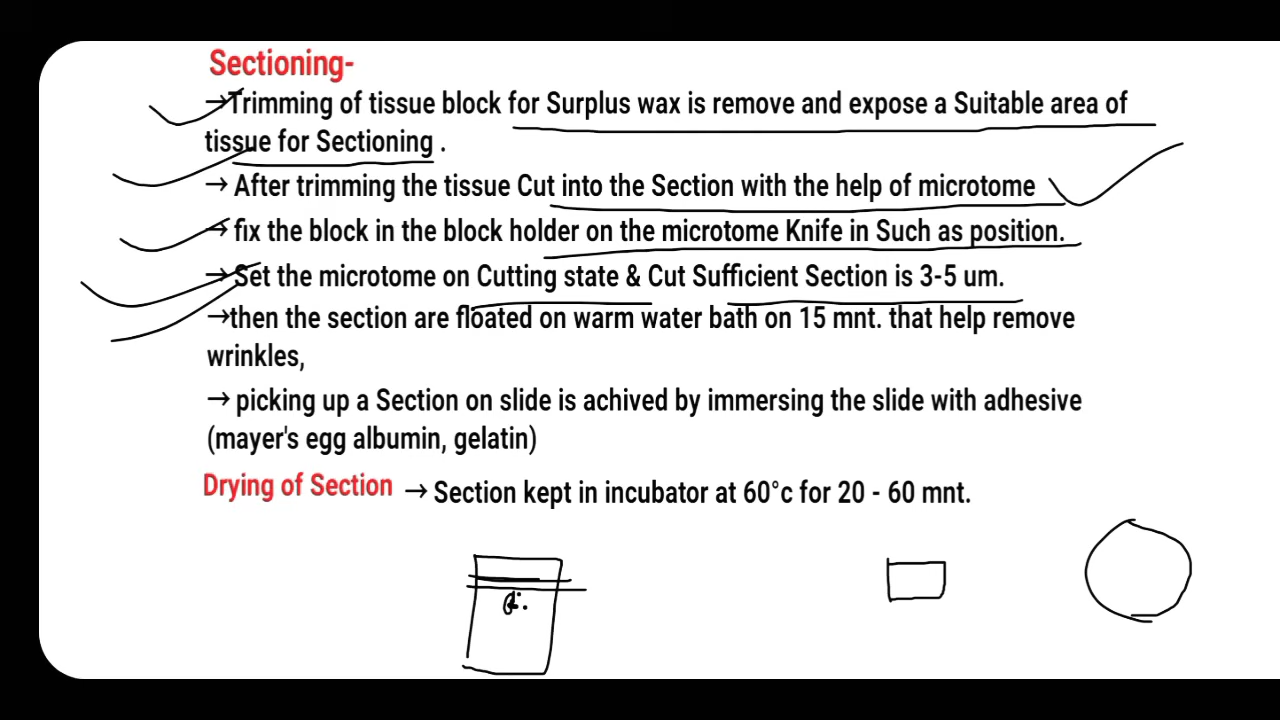 Sectioning-
→Trimming of tissue block for Surplus wax is remove and expose a Suitable area of
tissue for Sectioning .
→ After trimming the tissue Cut into the Section with the help of microtome
→ fix the block in the block holder on the microtome Knife in Such as position.
→ Set the microtome on Cutting state & Cut Sufficient Section is 3-5 um.
→then the section are floated on warm water bath on 15 mnt. that help remove
wrinkles,
→ picking up a Section on slide is achived by immersing the slide with adhesive
(mayer's egg albumin, gelatin)
Drying of Section → Section kept in incubator at 60°c for 20 - 60 mnt.